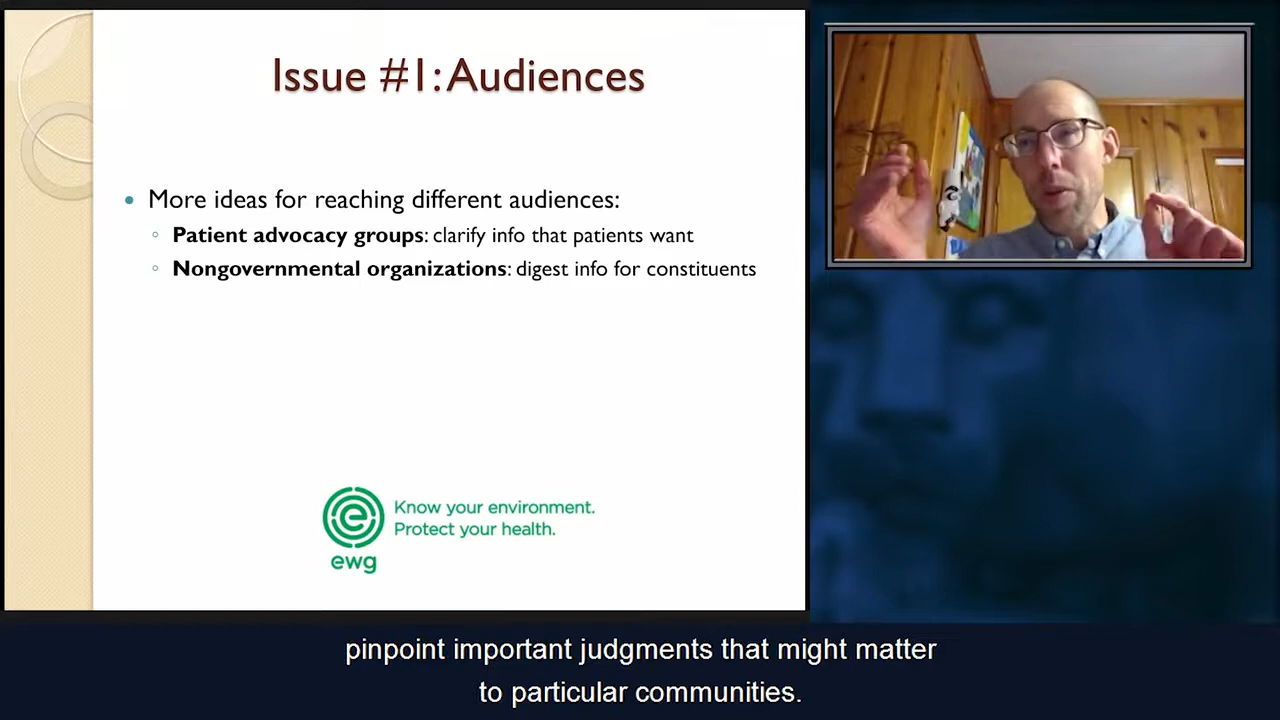 Issue #1: Audiences
More ideas for reaching different audiences:
Patient advocacy groups: clarify info that patients want
Nongovernmental organizations: digest info for constituents
Know your environment.
Protect your health.
ewg
pinpoint important judgments that might matter
to particular communities.